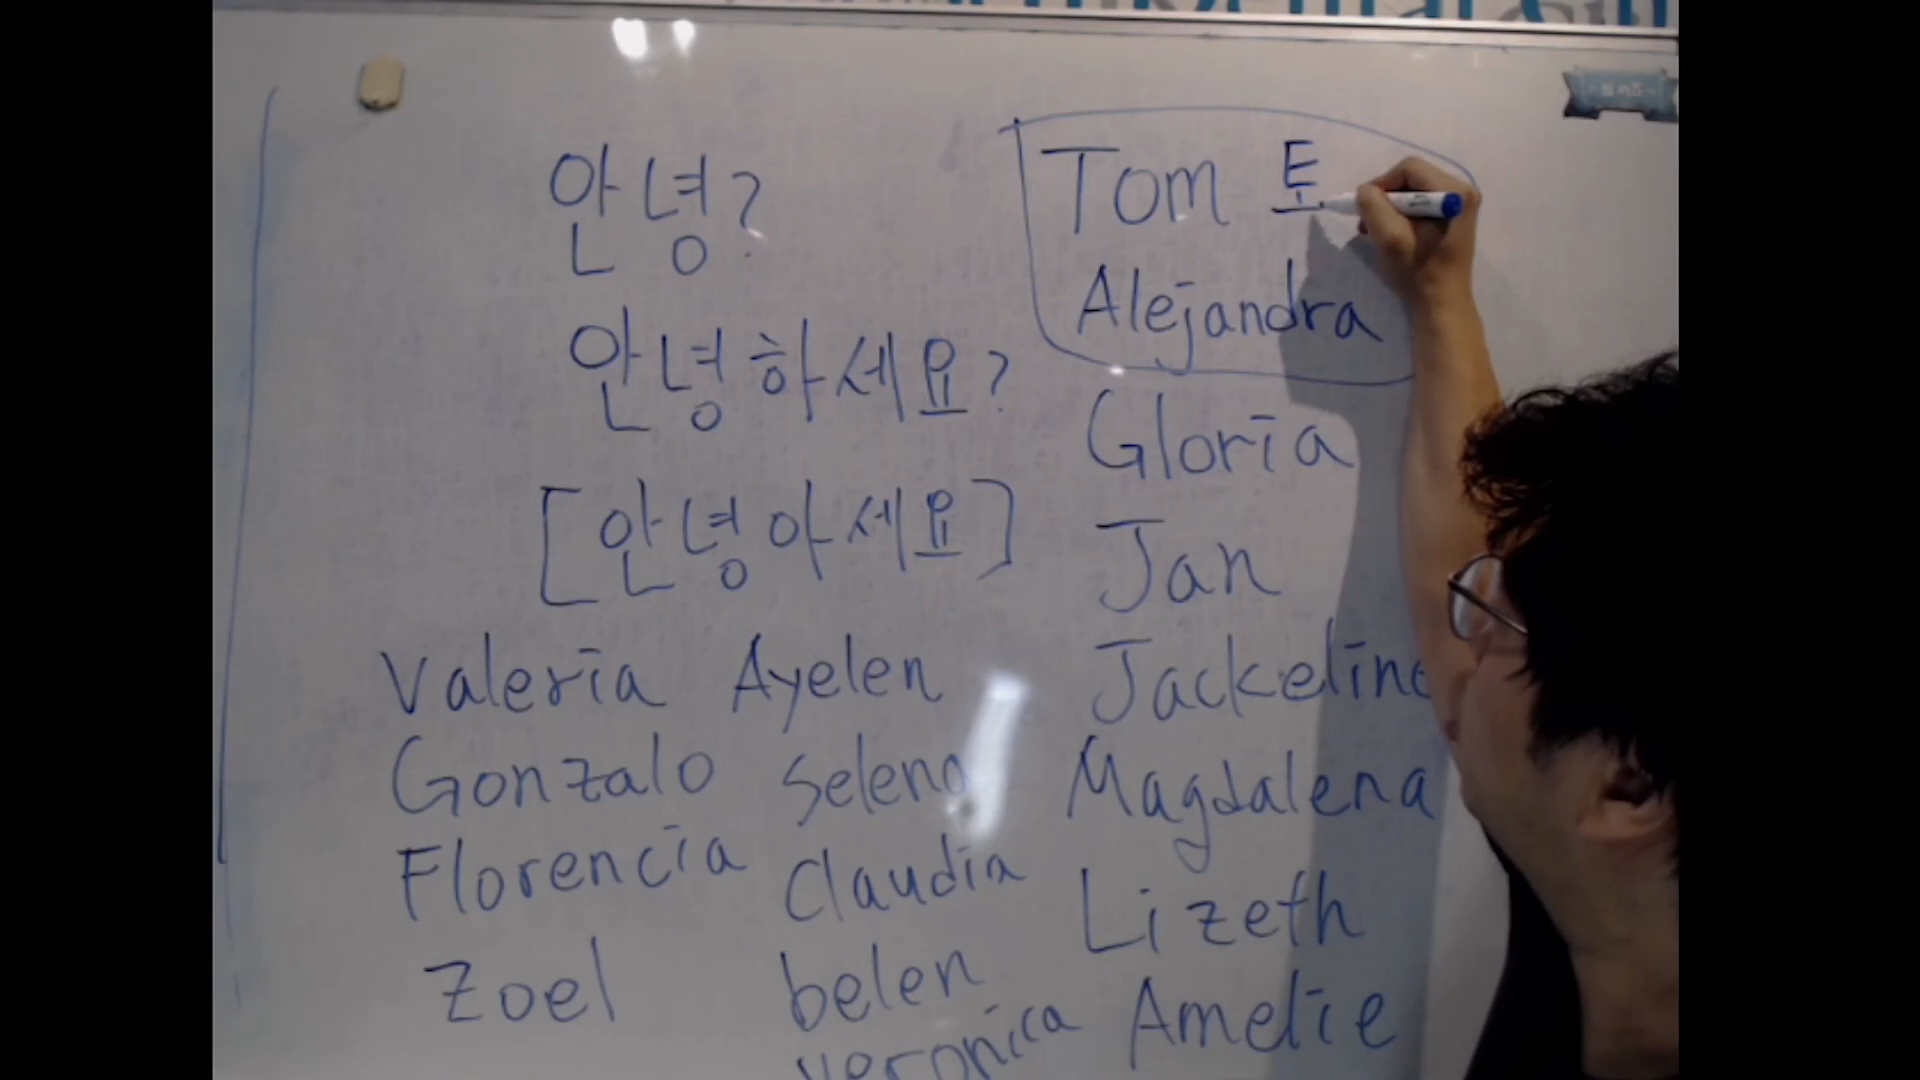 안녕?
안녕하세요?
[안녕아세요]
Tom 토
Alejandra
Gloria
Jan
Jackeline
Magdalena
Lizeth
Amelie
Valeria Ayelen
Gonzalo Selena
Florencia Claudia
Zoel belen
veronica